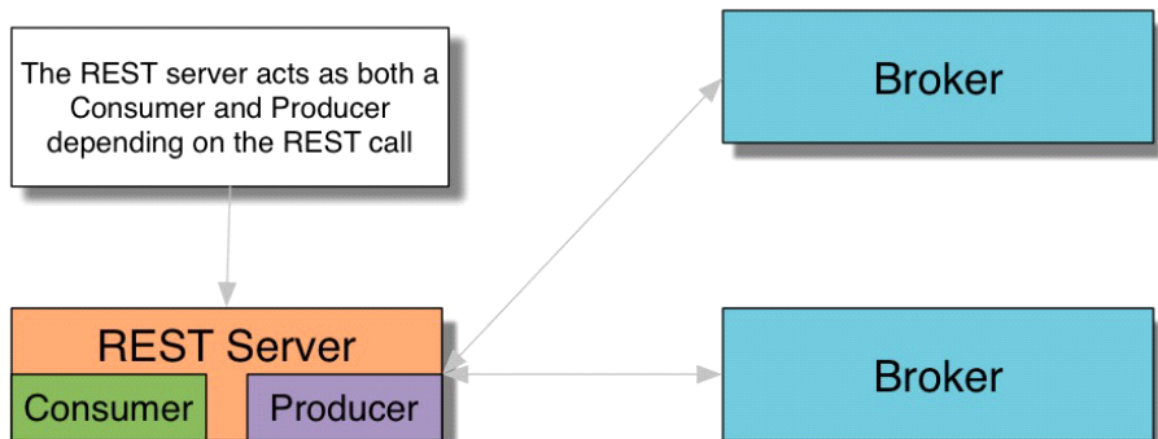 The REST server acts as both a
Consumer and Producer
depending on the REST call
Broker
REST Server
Consumer
Producer
Broker